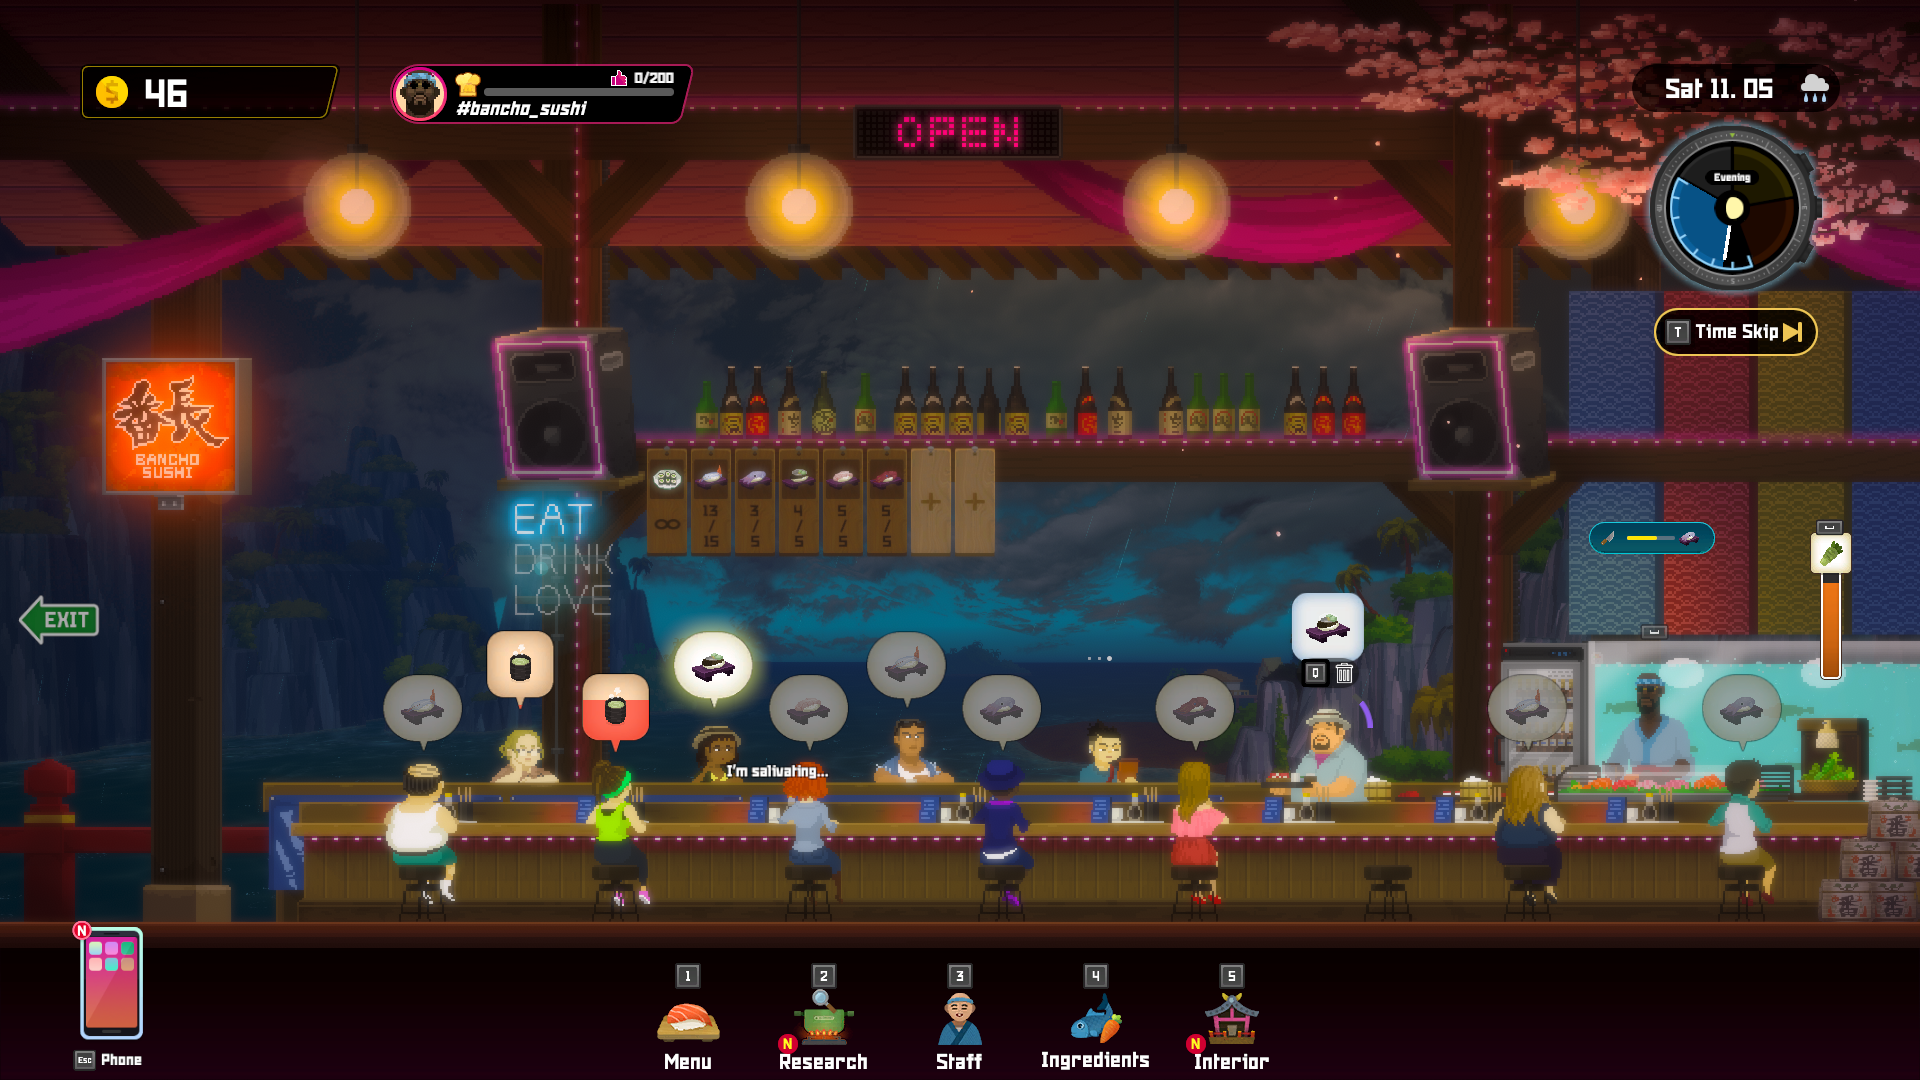 46
0/200
#bancho_sushi
OPEN
Sat 11. 05
Evening
T Time Skip
番長
BANCHO
SUSHI
EAT
DRINK
LOVE
∞
13
/
15
3
/
5
4
/
5
5
/
5
5
/
5
EXIT
Q
I'm salivating...
N
Esc Phone
1
Menu
2
N
Research
3
Staff
4
Ingredients
5
N
Interior